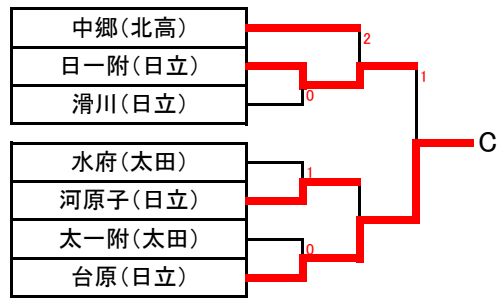 中郷(北高)
2
日一附(日立)
1
0
滑川(日立)
C
水府(太田)
1
河原子(日立)
太一附(太田)
0
台原(日立)